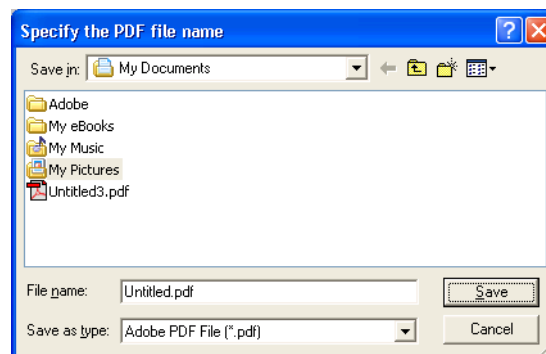 Specify the PDF file name
Save in: My Documents
Adobe
My eBooks
My Music
My Pictures
Untitled3.pdf
File name: Untitled.pdf Save
Save as type: Adobe PDF File (*.pdf) Cancel